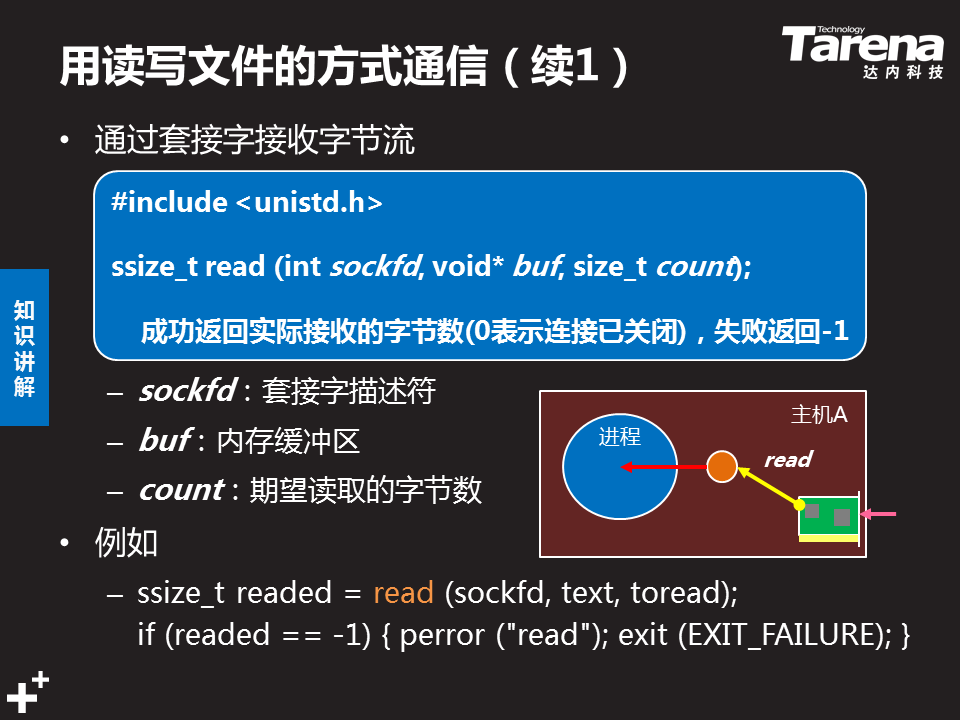 用读写文件的方式通信（续1）
Technology
Tarena
达内科技
• 通过套接字接收字节流
#include <unistd.h>
ssize_t read (int sockfd, void* buf, size_t count);
成功返回实际接收的字节数(0表示连接已关闭)，失败返回-1
知识讲解
– sockfd：套接字描述符
– buf：内存缓冲区
– count：期望读取的字节数
主机A
进程
read
• 例如
– ssize_t readed = read (sockfd, text, toread);
if (readed == -1) { perror ("read"); exit (EXIT_FAILURE); }